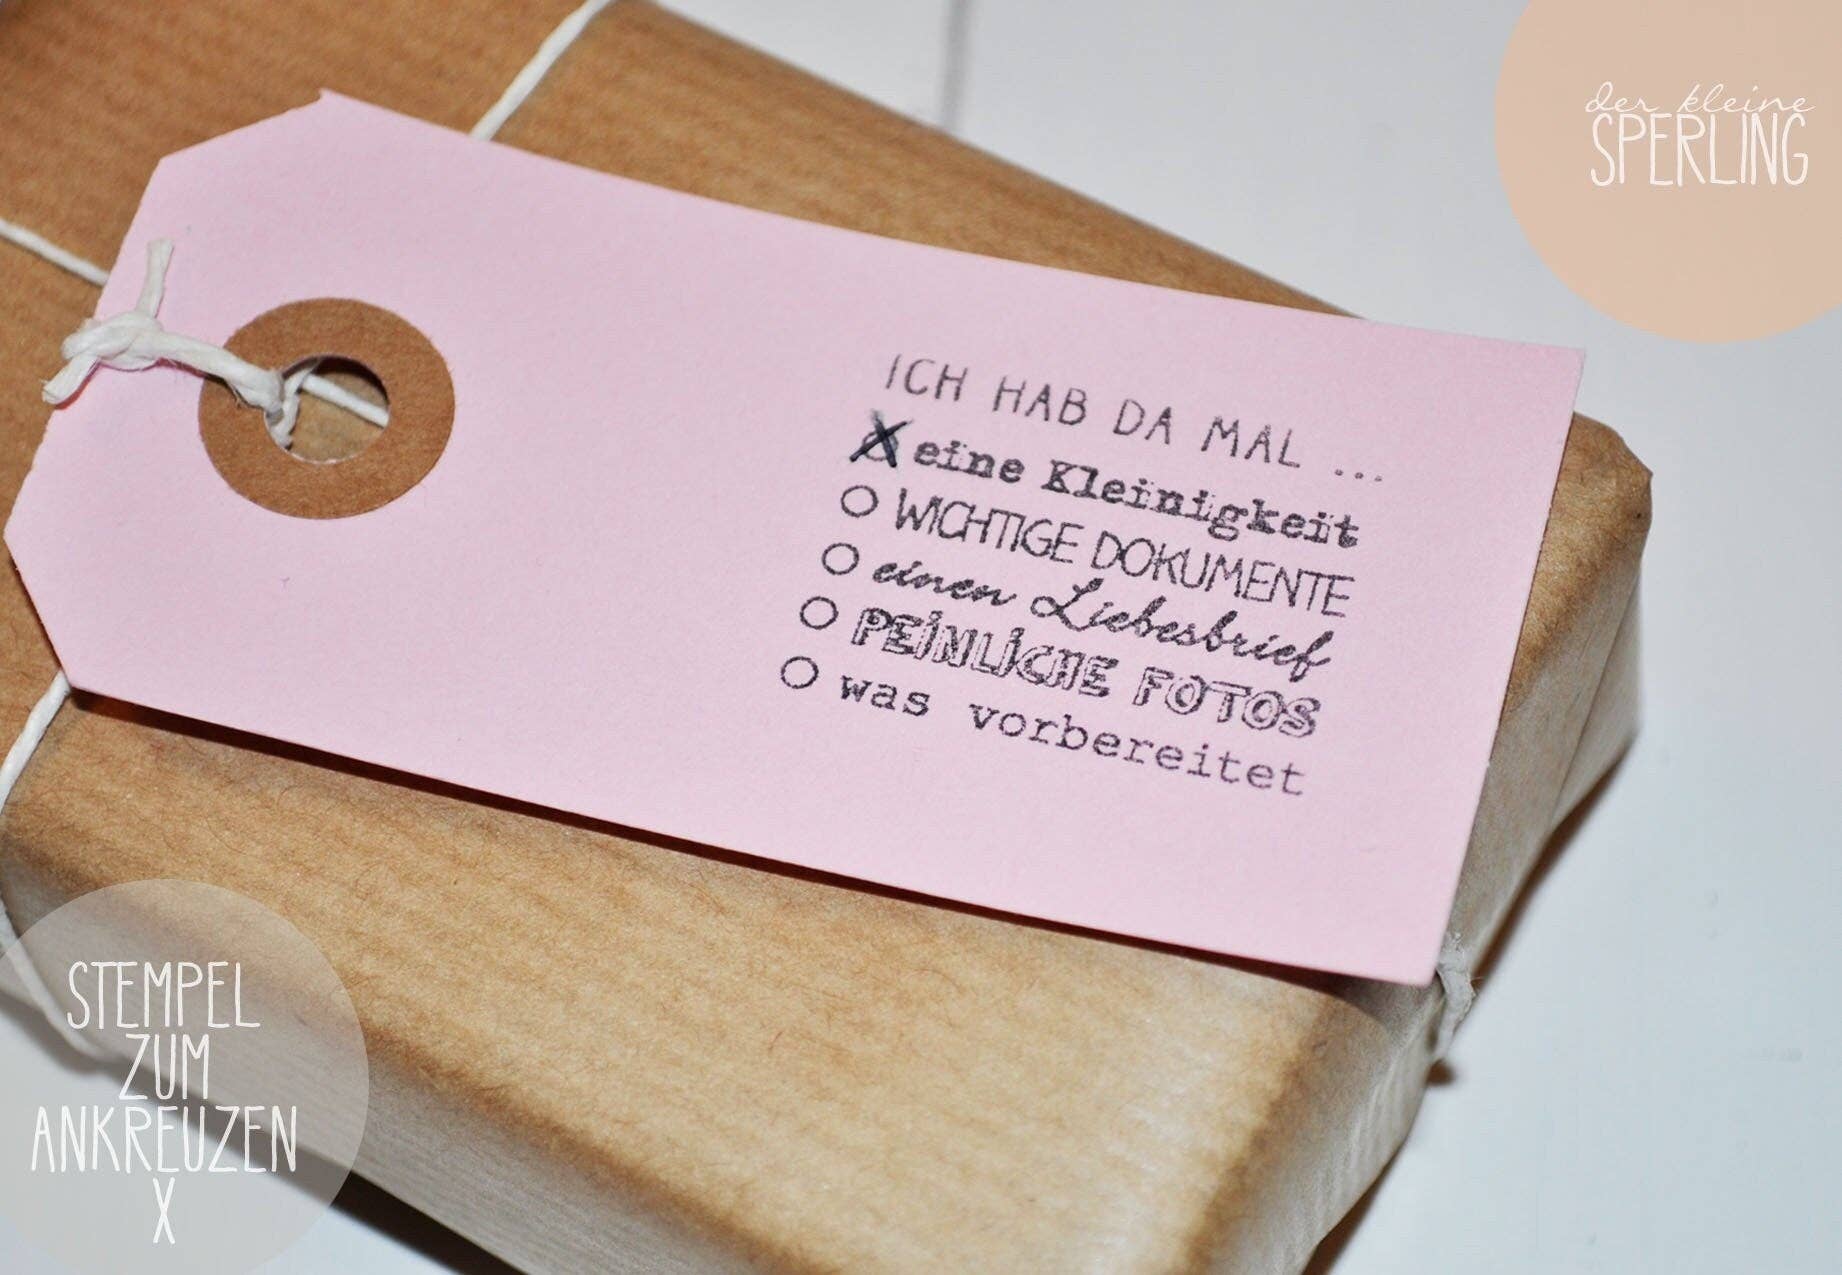 der kleine
SPERLING
ICH HAB DA MAL ...
eine Kleinigkeit
WICHTIGE DOKUMENTE
einen Liebesbrief
PEINLICHE FOTOS
was vorbereitet
STEMPEL
ZUM
ANKREUZEN
X